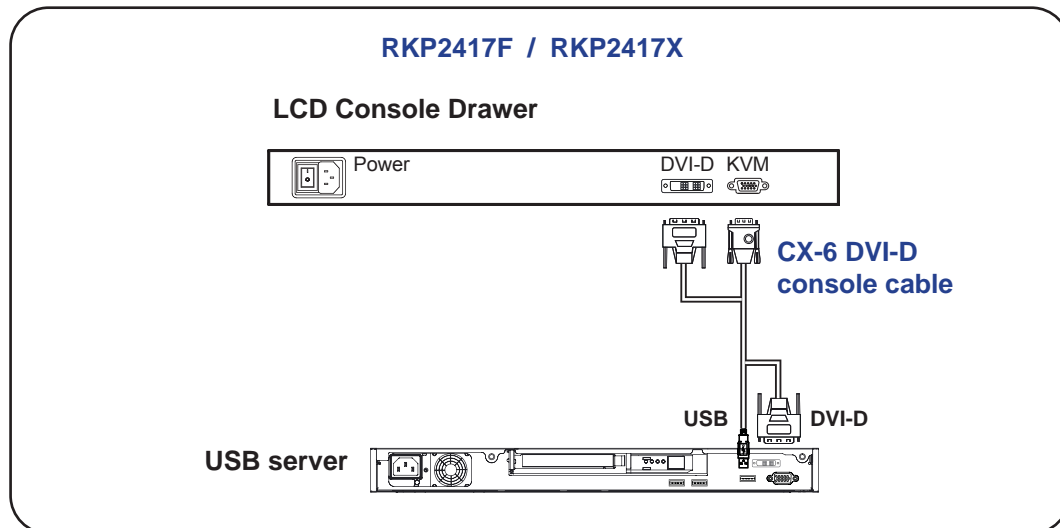 RKP2417F / RKP2417X
LCD Console Drawer
Power
DVI-D KVM
CX-6 DVI-D
console cable
USB
DVI-D
USB server